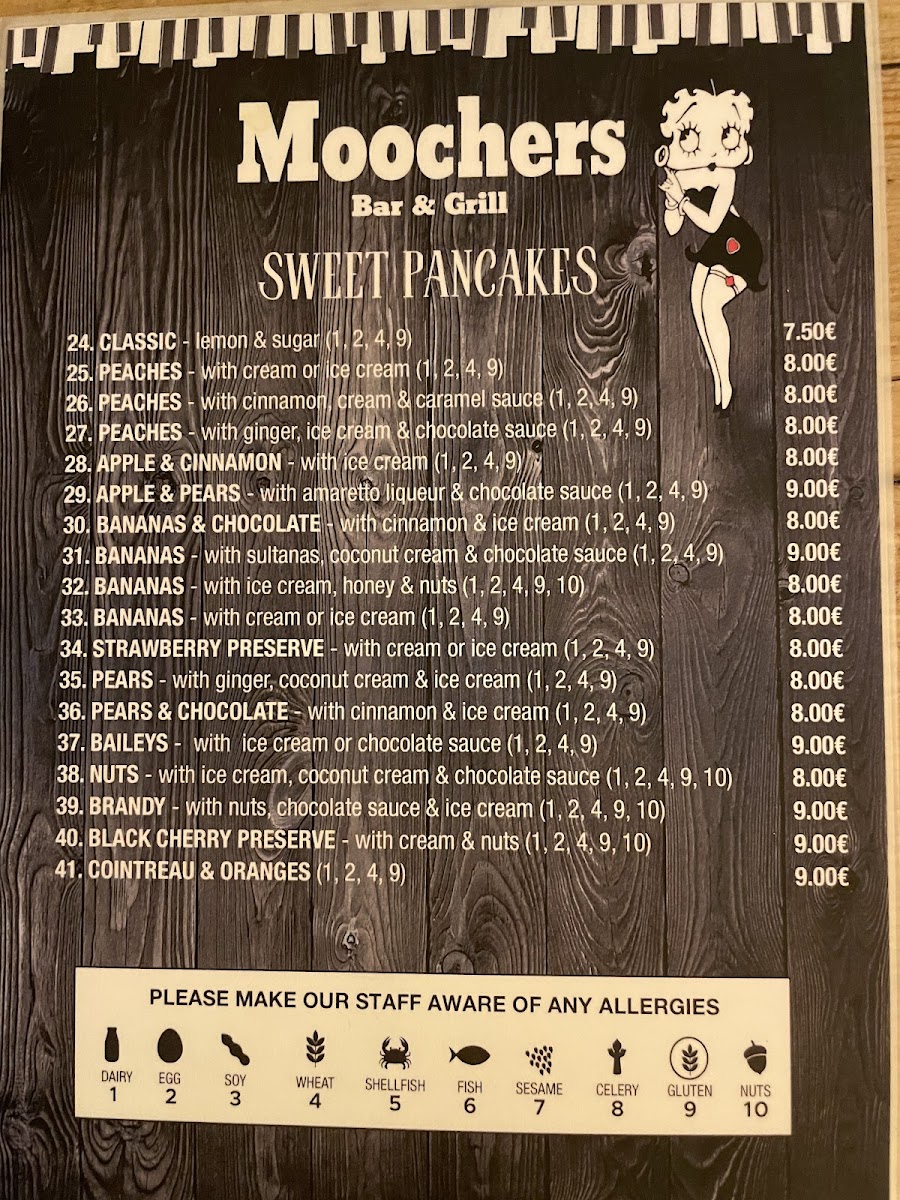 Moochers
Bar & Grill
SWEET PANCAKES
24. CLASSIC - lemon & sugar (1, 2, 4, 9) 7.50€
25. PEACHES - with cream or ice cream (1, 2, 4, 9) 8.00€
26. PEACHES - with cinnamon, cream & caramel sauce (1, 2, 4, 9) 8.00€
27. PEACHES - with ginger, ice cream & chocolate sauce (1, 2, 4, 9) 8.00€
28. APPLE & CINNAMON - with ice cream (1, 2, 4, 9) 8.00€
29. APPLE & PEARS - with amaretto liqueur & chocolate sauce (1, 2, 4, 9) 9.00€
30. BANANAS & CHOCOLATE - with cinnamon & ice cream (1, 2, 4, 9) 8.00€
31. BANANAS - with sultanas, coconut cream & chocolate sauce (1, 2, 4, 9) 9.00€
32. BANANAS - with ice cream, honey & nuts (1, 2, 4, 9, 10) 8.00€
33. BANANAS - with cream or ice cream (1, 2, 4, 9) 8.00€
34. STRAWBERRY PRESERVE - with cream or ice cream (1, 2, 4, 9) 8.00€
35. PEARS - with ginger, coconut cream & ice cream (1, 2, 4, 9) 8.00€
36. PEARS & CHOCOLATE - with cinnamon & ice cream (1, 2, 4, 9) 8.00€
37. BAILEYS - with ice cream or chocolate sauce (1, 2, 4, 9) 9.00€
38. NUTS - with ice cream, coconut cream & chocolate sauce (1, 2, 4, 9, 10) 8.00€
39. BRANDY - with nuts, chocolate sauce & ice cream (1, 2, 4, 9, 10) 9.00€
40. BLACK CHERRY PRESERVE - with cream & nuts (1, 2, 4, 9, 10) 9.00€
41. COINTREAU & ORANGES (1, 2, 4, 9) 9.00€
PLEASE MAKE OUR STAFF AWARE OF ANY ALLERGIES
DAIRY EGG SOY WHEAT SHELLFISH FISH SESAME CELERY GLUTEN NUTS
1 2 3 4 5 6 7 8 9 10